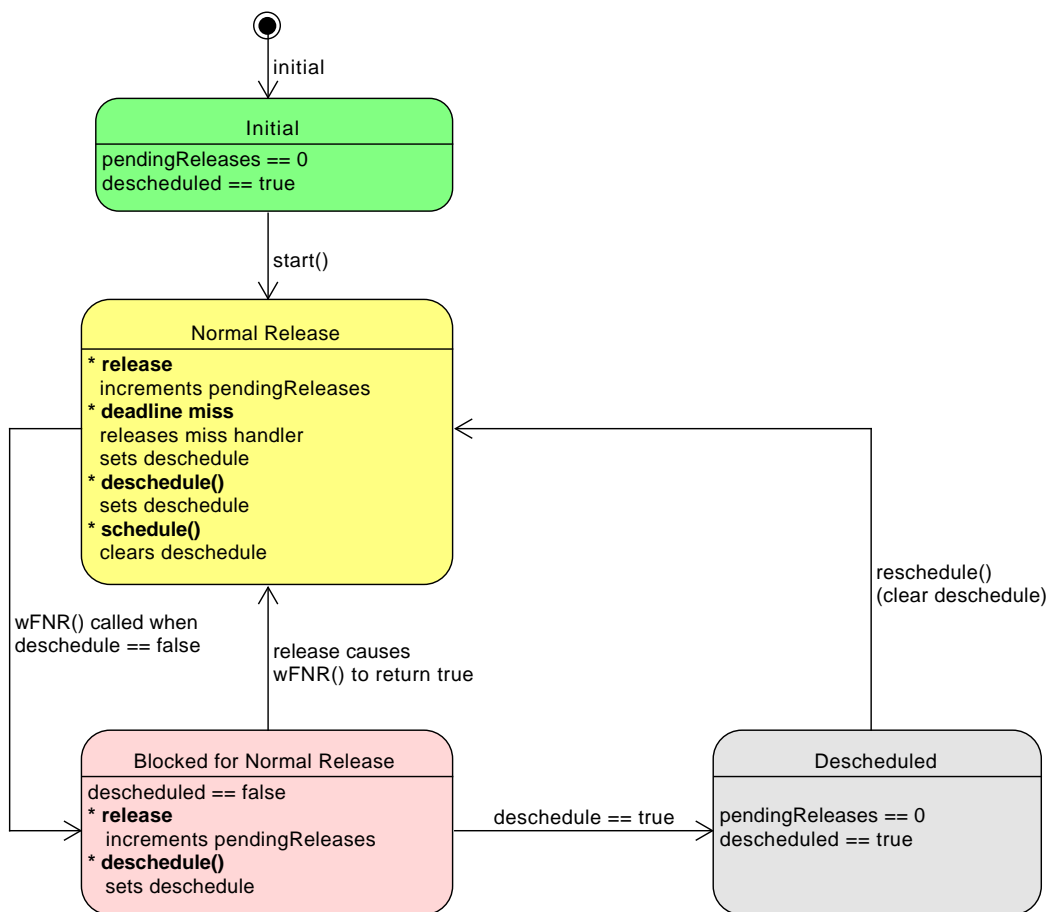 initial
Initial
pendingReleases == 0
descheduled == true
start()
Normal Release
* release
increments pendingReleases
* deadline miss
releases miss handler
sets deschedule
* deschedule()
sets deschedule
* schedule()
clears deschedule
reschedule()
(clear deschedule)
wFNR() called when
deschedule == false
release causes
wFNR() to return true
Blocked for Normal Release
descheduled == false
* release
increments pendingReleases
* deschedule()
sets deschedule
deschedule == true
Descheduled
pendingReleases == 0
descheduled == true